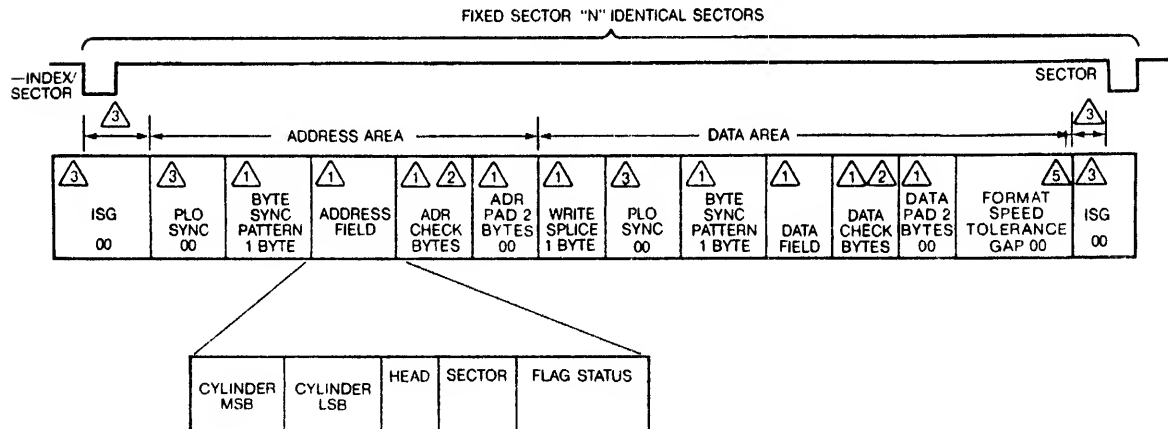 FIXED SECTOR "N" IDENTICAL SECTORS
—INDEX/
SECTOR
SECTOR
3
3
ADDRESS AREA
DATA AREA
3
ISG
00
3
PLO
SYNC
00
1
BYTE
SYNC
PATTERN
1 BYTE
1
ADDRESS
FIELD
1 2
ADR
CHECK
BYTES
1
ADR
PAD 2
BYTES
00
1
WRITE
SPLICE
1 BYTE
3
PLO
SYNC
00
1
BYTE
SYNC
PATTERN
1 BYTE
1
DATA
FIELD
1 2
DATA
CHECK
BYTES
1
DATA
PAD 2
BYTES
00
5
FORMAT
SPEED
TOLERANCE
GAP 00
3
ISG
00
CYLINDER
MSB
CYLINDER
LSB
HEAD
SECTOR
FLAG STATUS